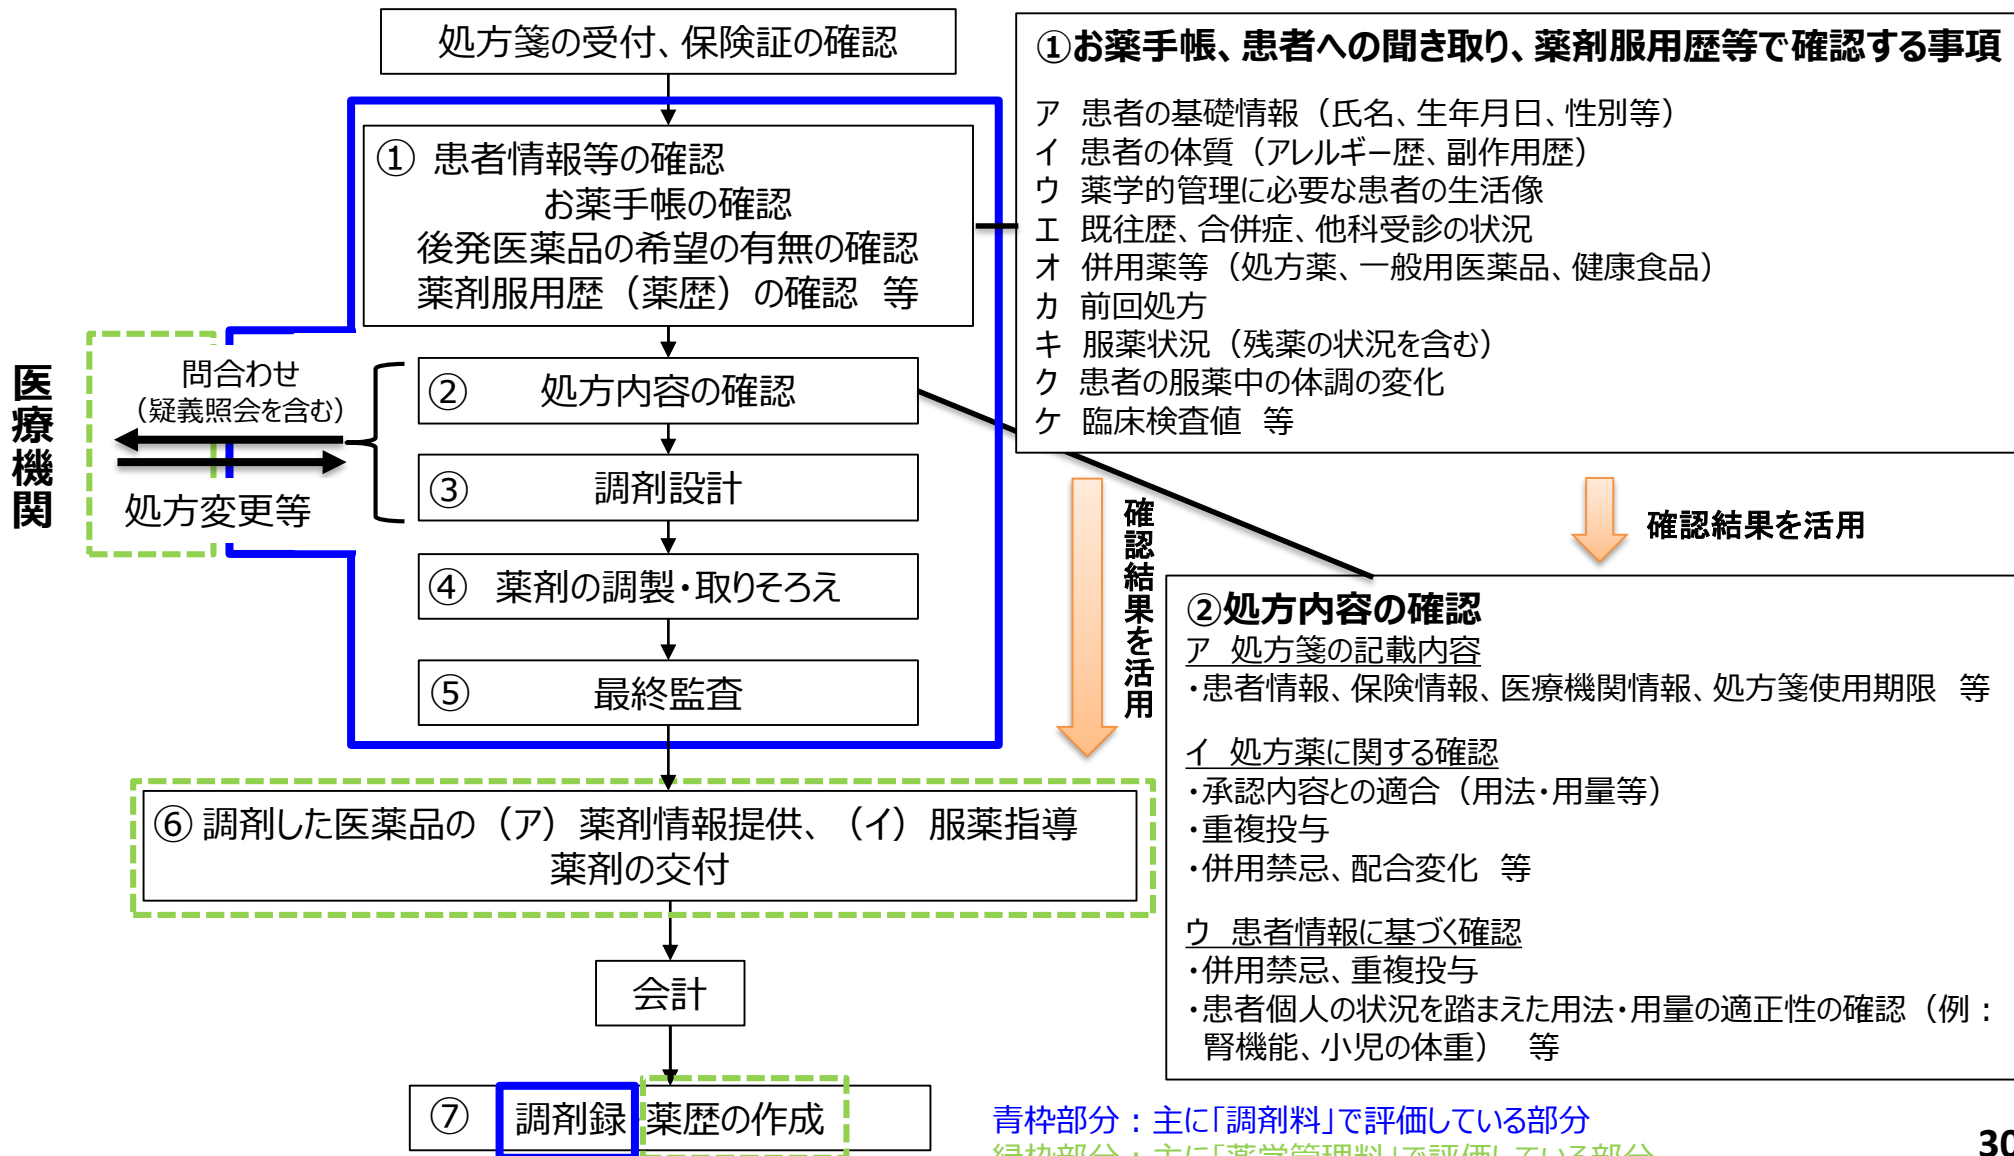 処方箋の受付、保険証の確認
① 患者情報等の確認
お薬手帳の確認
後発医薬品の希望の有無の確認
薬剤服用歴（薬歴）の確認 等
医療機関
問合わせ
（疑義照会を含む）
処方変更等
② 処方内容の確認
③ 調剤設計
④ 薬剤の調製・取りそろえ
⑤ 最終監査
⑥ 調剤した医薬品の（ア）薬剤情報提供、（イ）服薬指導
薬剤の交付
会計
⑦ 調剤録 薬歴の作成
①お薬手帳、患者への聞き取り、薬剤服用歴等で確認する事項
ア 患者の基礎情報（氏名、生年月日、性別等）
イ 患者の体質（アレルギー歴、副作用歴）
ウ 薬学的管理に必要な患者の生活像
エ 既往歴、合併症、他科受診の状況
オ 併用薬等（処方薬、一般用医薬品、健康食品）
カ 前回処方
キ 服薬状況（残薬の状況を含む）
ク 患者の服薬中の体調の変化
ケ 臨床検査値 等
確認結果を活用
確認結果を活用
②処方内容の確認
ア 処方箋の記載内容
・患者情報、保険情報、医療機関情報、処方箋使用期限 等
イ 処方薬に関する確認
・承認内容との適合（用法・用量等）
・重複投与
・併用禁忌、配合変化 等
ウ 患者情報に基づく確認
・併用禁忌、重複投与
・患者個人の状況を踏まえた用法・用量の適正性の確認（例：
腎機能、小児の体重） 等
青枠部分：主に「調剤料」で評価している部分
緑枠部分：主に「薬学管理料」で評価している部分
30